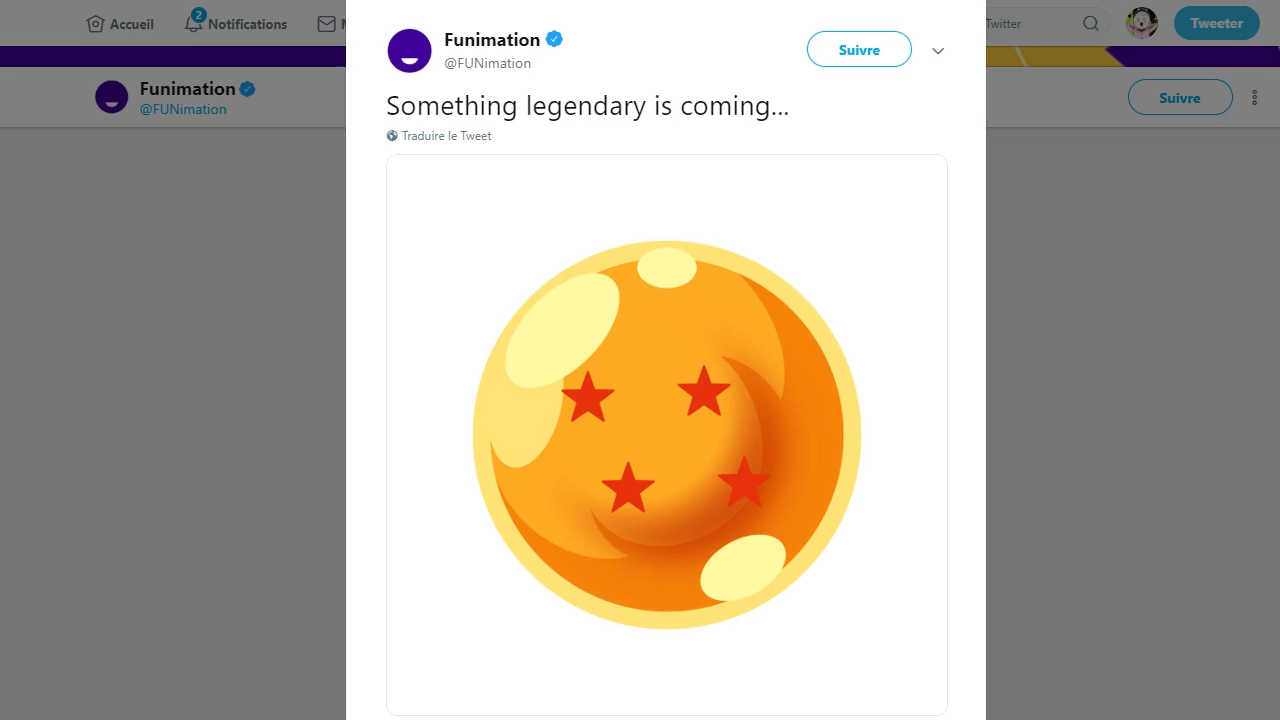 Accueil
2
Notifications
M
Twitter
Tweeter
Funimation
@FUNimation
Suivre
Funimation
@FUNimation
Suivre
Something legendary is coming...
Traduire le Tweet